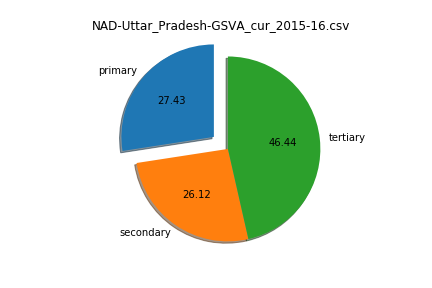 NAD-Uttar_Pradesh-GSVA_cur_2015-16.csv
primary
27.43
46.44
tertiary
26.12
secondary